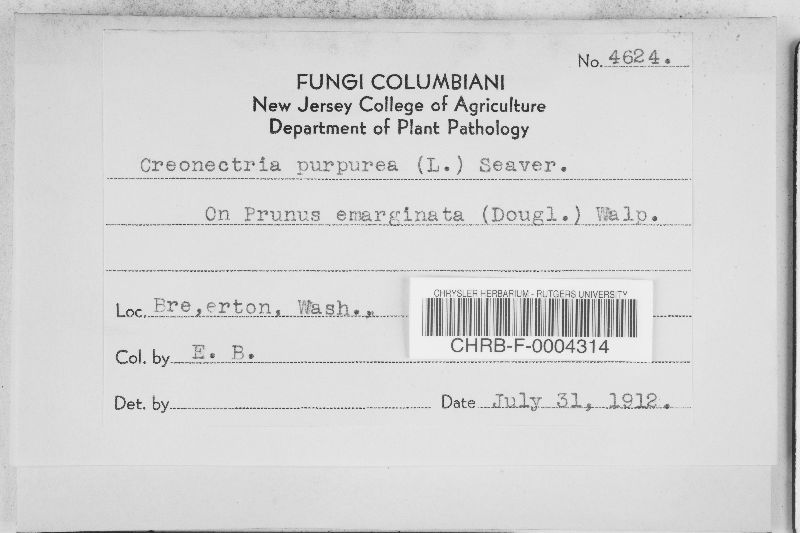 No. 4624.
FUNGI COLUMBIANI
New Jersey College of Agriculture
Department of Plant Pathology
Creonectria purpurea (L.) Seaver.
On Prunus emarginata (Dougl.) Walp.
Loc. Bre,erton, Wash.,
CHRYSLER HERBARIUM - RUTGERS UNIVERSITY
CHRB-F-0004314
Col. by E. B.
Det. by
Date July 31, 1912.